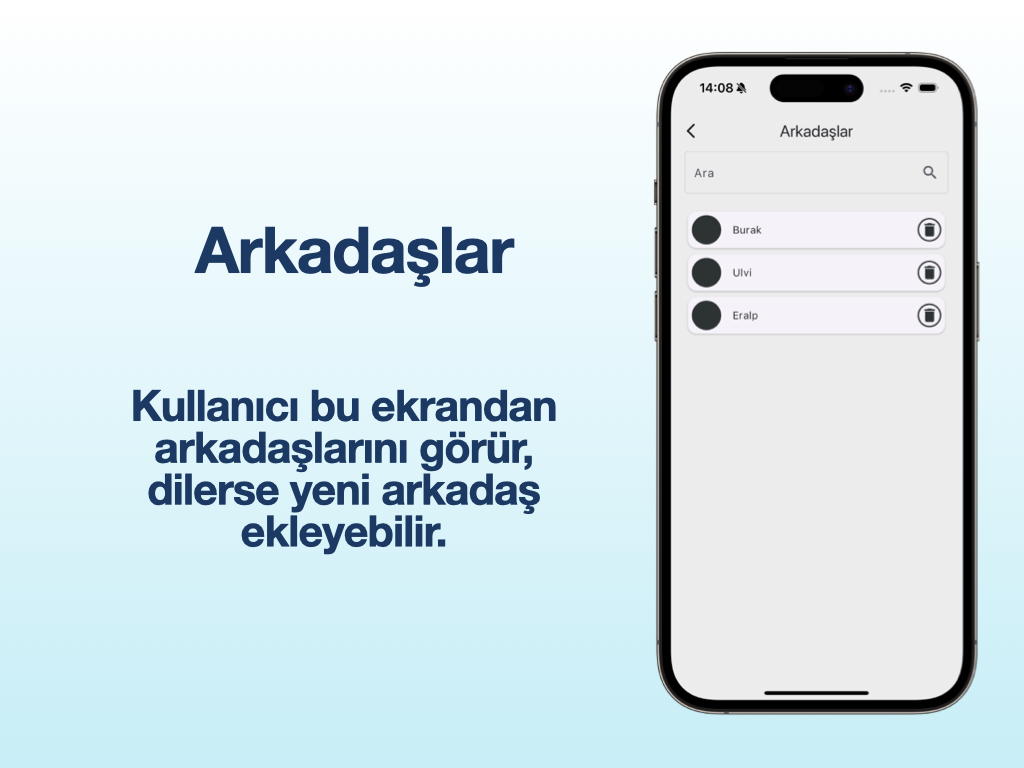 Arkadaşlar
Kullanıcı bu ekrandan
arkadaşlarını görür,
dilerse yeni arkadaş
ekleyebilir.
14:08
Arkadaşlar
Ara
Burak
Ulvi
Eralp